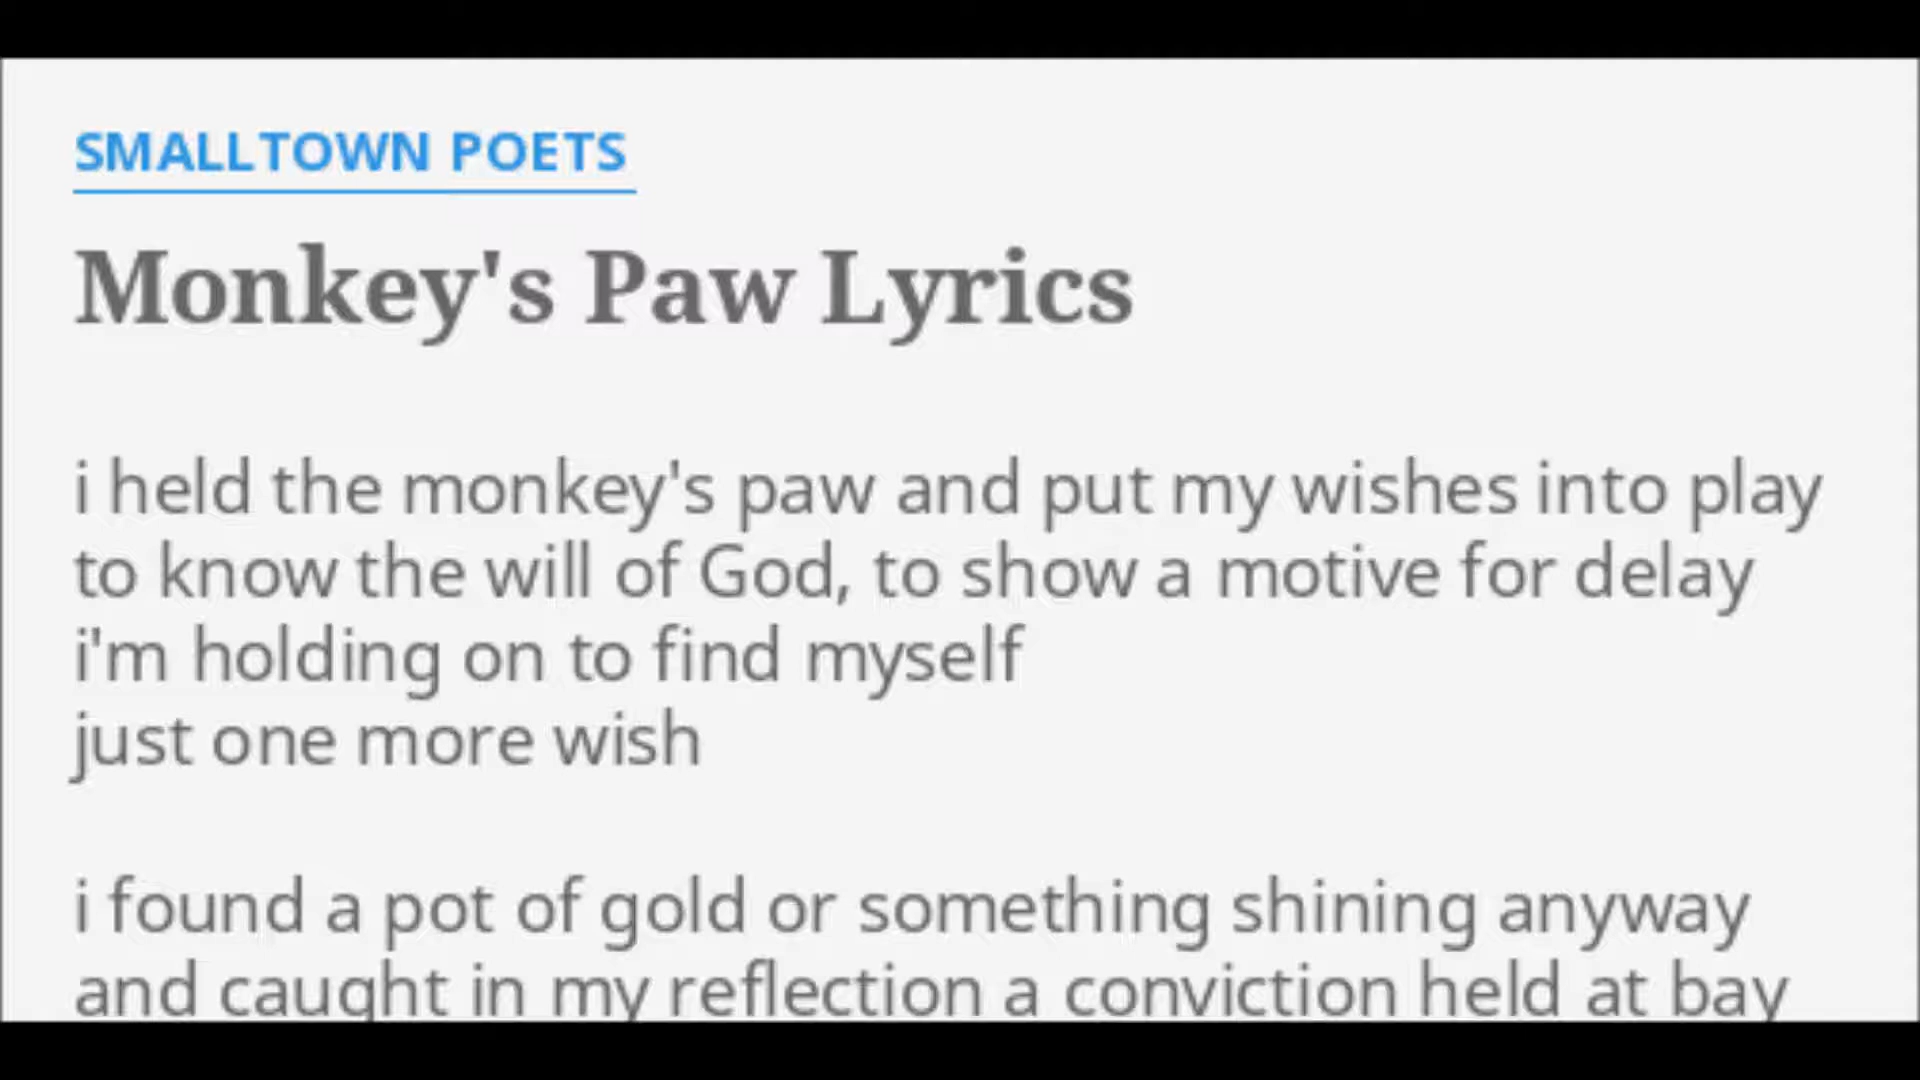 SMALLTOWN POETS
Monkey's Paw Lyrics
i held the monkey's paw and put my wishes into play
to know the will of God, to show a motive for delay
i'm holding on to find myself
just one more wish
i found a pot of gold or something shining anyway
and caught in my reflection a conviction held at bay